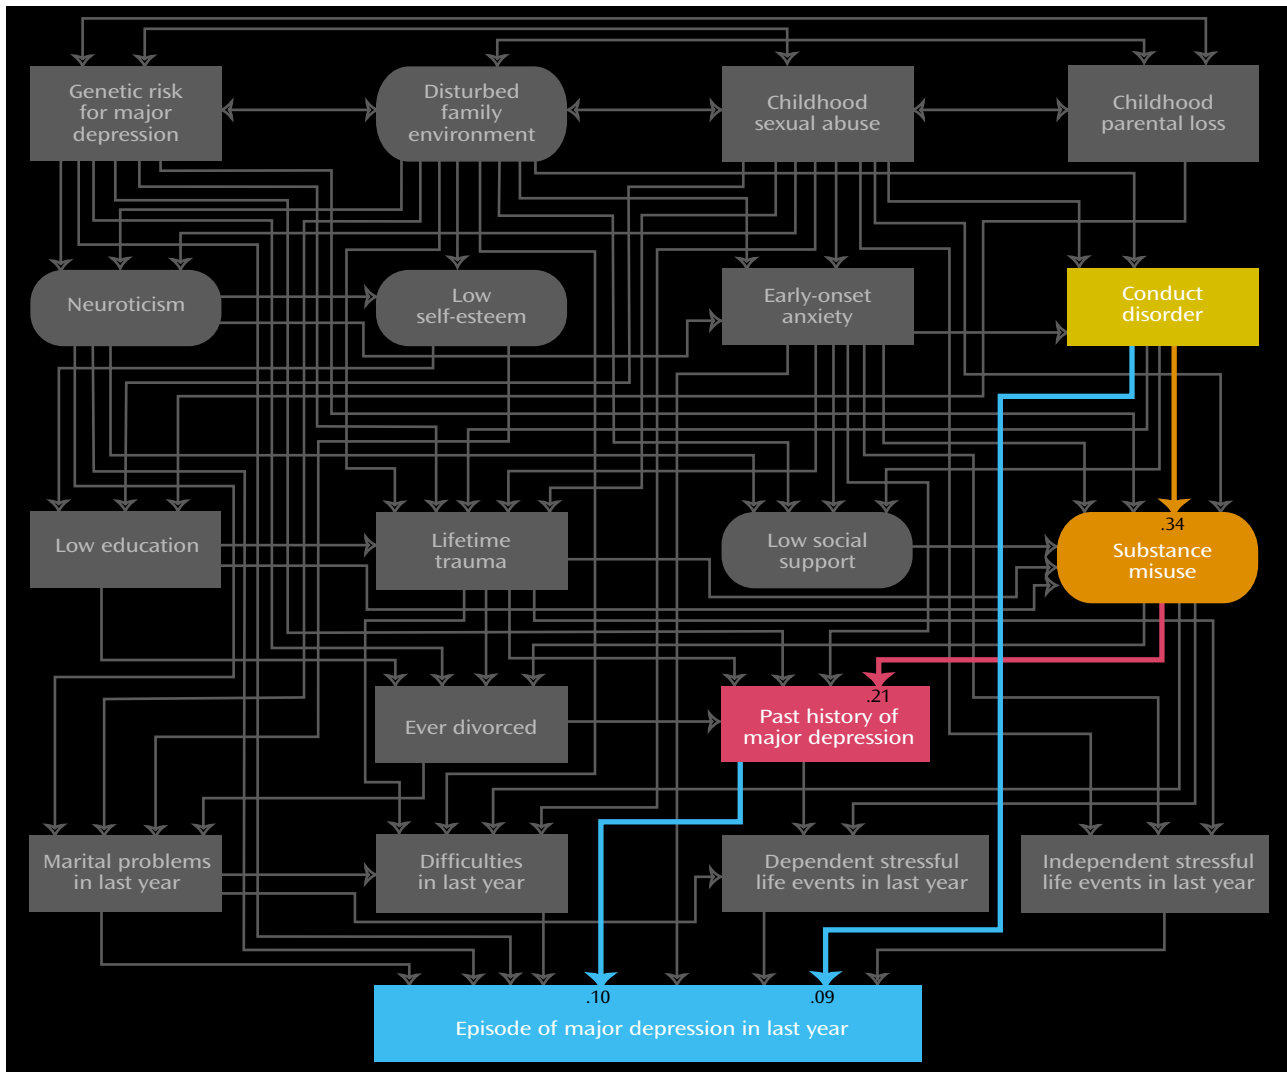 Genetic risk
for major
depression
Disturbed
family
environment
Childhood
sexual abuse
Childhood
parental loss
Neuroticism
Low
self-esteem
Early-onset
anxiety
Conduct
disorder
Low education
Lifetime
trauma
Low social
support
.34
Substance
misuse
Ever divorced
.21
Past history of
major depression
Marital problems
in last year
Difficulties
in last year
Dependent stressful
life events in last year
Independent stressful
life events in last year
.10
.09
Episode of major depression in last year